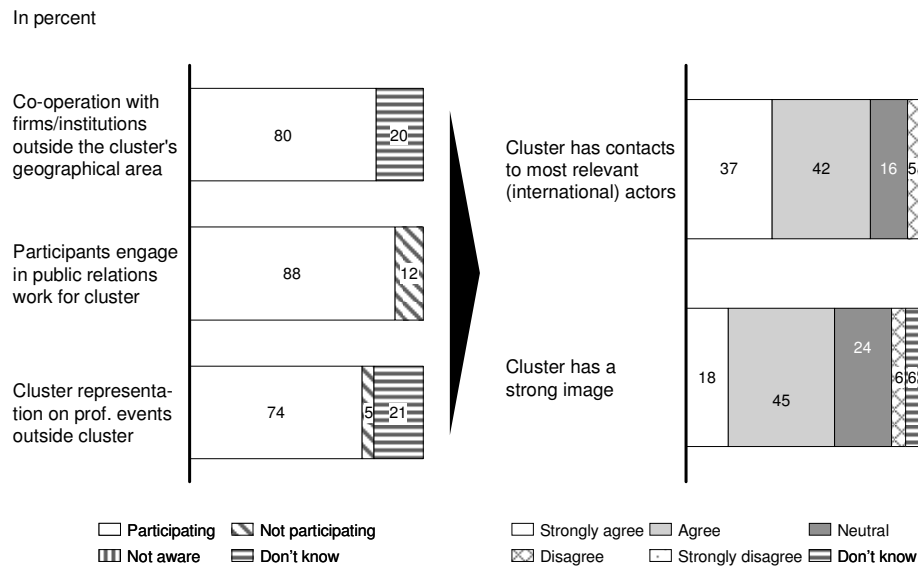 In percent
Co-operation with
firms/institutions
outside the cluster's
geographical area
80
20
Participants engage
in public relations
work for cluster
88
12
Cluster representa-
tion on prof. events
outside cluster
74
5
21
Participating
Not participating
Not aware
Don't know
Cluster has contacts
to most relevant
(international) actors
37
42
16
5
Cluster has a
strong image
18
45
24
6
6
Strongly agree
Agree
Neutral
Disagree
Strongly disagree
Don't know